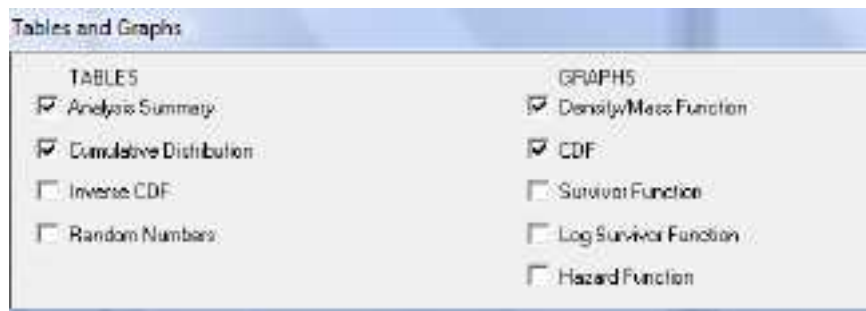 Tables and Graphs
TABLES
Analysis Summary
Cumulative Distribution
Inverse CDF
Random Numbers
GRAPHS
Density/Mass Function
CDF
Survivor Function
Log Survivor Function
Hazard Function